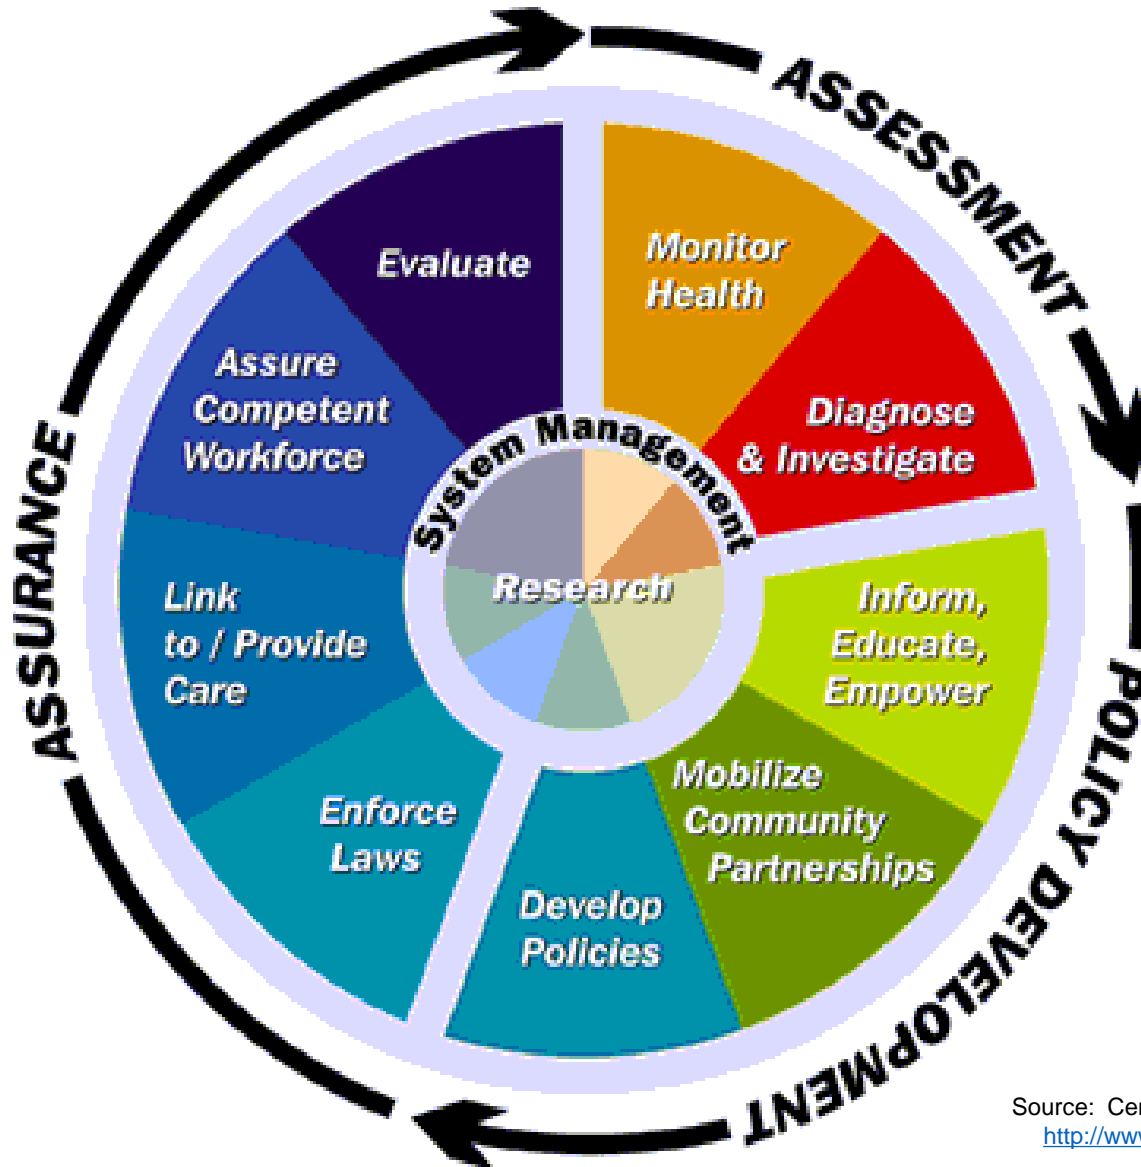 ASSESSMENT
POLICY DEVELOPMENT
ASSURANCE
Monitor
Health
Diagnose
& Investigate
Inform,
Educate,
Empower
Mobilize
Community
Partnerships
Develop
Policies
Enforce
Laws
Link
to / Provide
Care
Assure
Competent
Workforce
Evaluate
System Management
Research
Source: